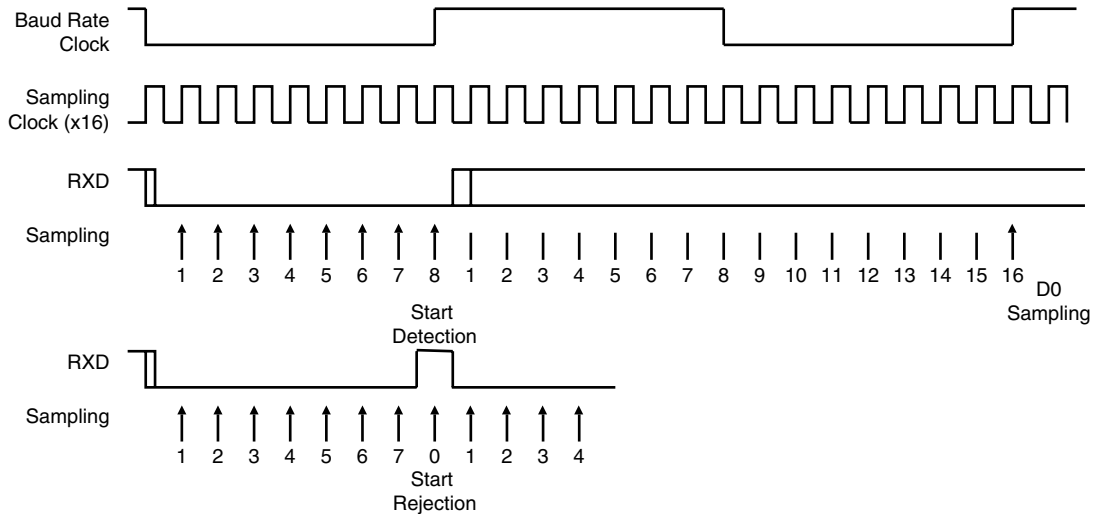 Baud Rate
Clock
Sampling
Clock (x16)
RXD
Sampling
1 2 3 4 5 6 7 8 1 2 3 4 5 6 7 8 9 10 11 12 13 14 15 16
D0
Sampling
Start
Detection
RXD
Sampling
1 2 3 4 5 6 7 0 1 2 3 4
Start
Rejection